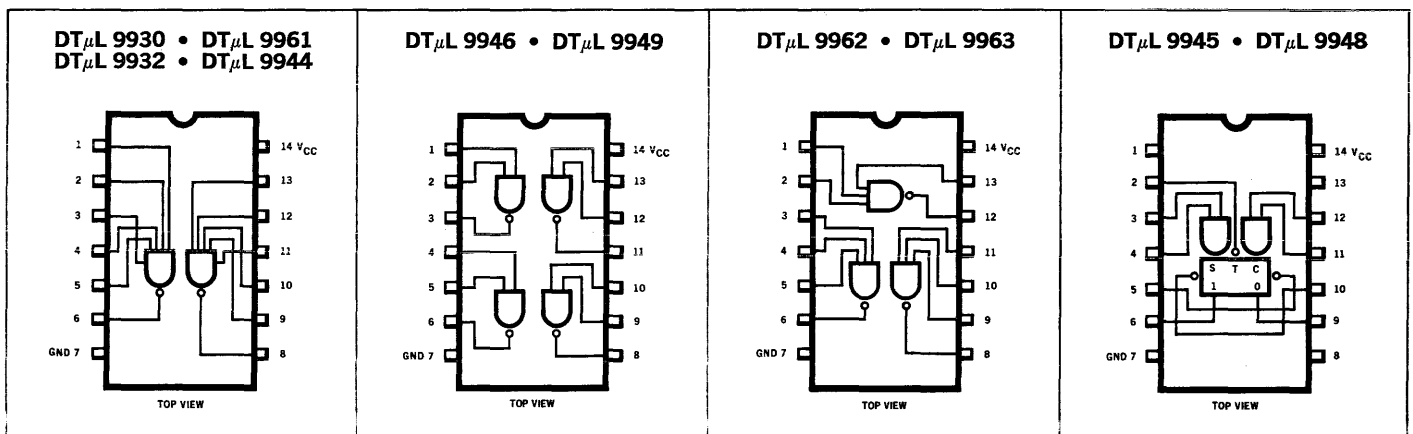 DTμL 9930 • DTμL 9961
DTμL 9932 • DTμL 9944
1
2
3
4
5
6
GND 7
14 VCC
13
12
11
10
9
8
TOP VIEW
DTμL 9946 • DTμL 9949
1
2
3
4
5
6
GND 7
14 VCC
13
12
11
10
9
8
TOP VIEW
DTμL 9962 • DTμL 9963
1
2
3
4
5
6
GND 7
14 VCC
13
12
11
10
9
8
TOP VIEW
DTμL 9945 • DTμL 9948
1
2
3
4
5
6
GND 7
S T C
1 0
14 VCC
13
12
11
10
9
8
TOP VIEW